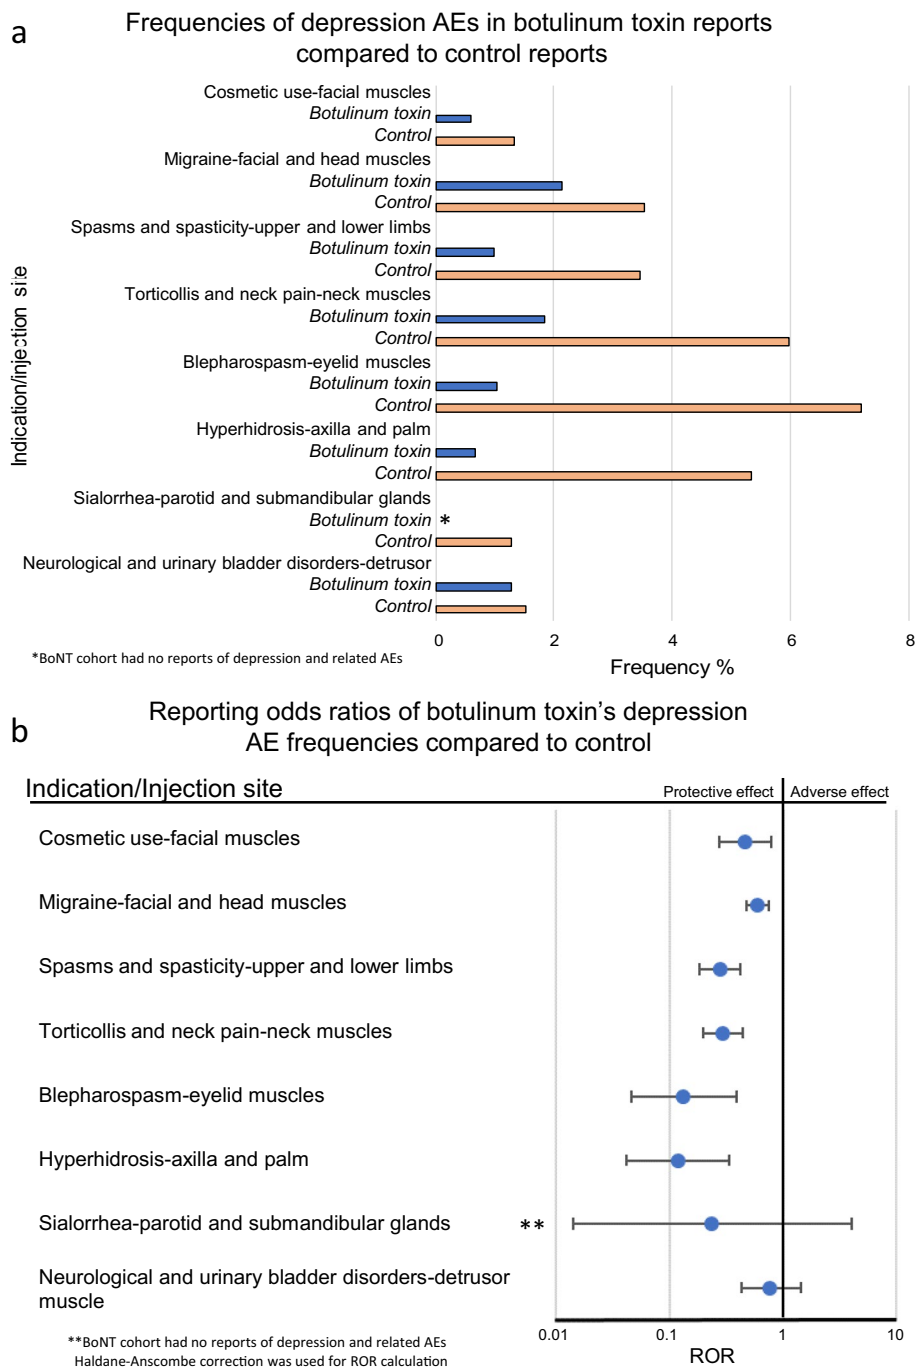 a
Frequencies of depression AEs in botulinum toxin reports
compared to control reports
Indication/injection site
Cosmetic use-facial muscles
Botulinum toxin
Control
Migraine-facial and head muscles
Botulinum toxin
Control
Spasms and spasticity-upper and lower limbs
Botulinum toxin
Control
Torticollis and neck pain-neck muscles
Botulinum toxin
Control
Blepharospasm-eyelid muscles
Botulinum toxin
Control
Hyperhidrosis-axilla and palm
Botulinum toxin
Control
Sialorrhea-parotid and submandibular glands
Botulinum toxin *
Control
Neurological and urinary bladder disorders-detrusor
Botulinum toxin
Control
0 2 4 6 8
Frequency %
*BoNT cohort had no reports of depression and related AEs
b
Reporting odds ratios of botulinum toxin's depression
AE frequencies compared to control
Indication/Injection site
Protective effect Adverse effect
Cosmetic use-facial muscles
Migraine-facial and head muscles
Spasms and spasticity-upper and lower limbs
Torticollis and neck pain-neck muscles
Blepharospasm-eyelid muscles
Hyperhidrosis-axilla and palm
Sialorrhea-parotid and submandibular glands **
Neurological and urinary bladder disorders-detrusor
muscle
0.01 0.1 1 10
ROR
**BoNT cohort had no reports of depression and related AEs
Haldane-Anscombe correction was used for ROR calculation